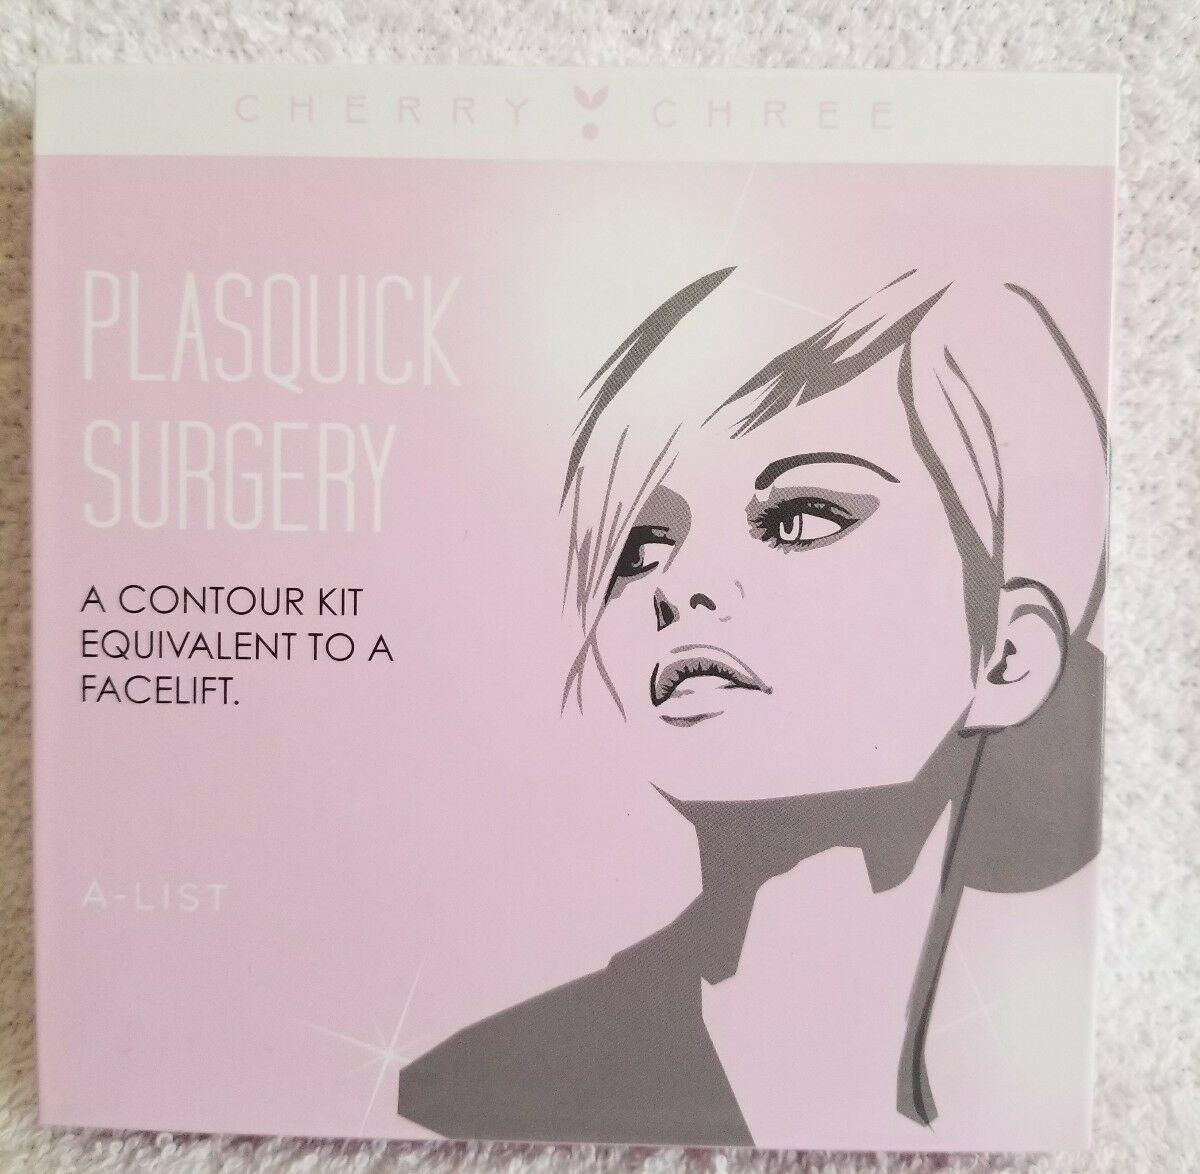 CHERRY CHREE
PLASQUICK
SURGERY
A CONTOUR KIT
EQUIVALENT TO A
FACELIFT.
A-LIST